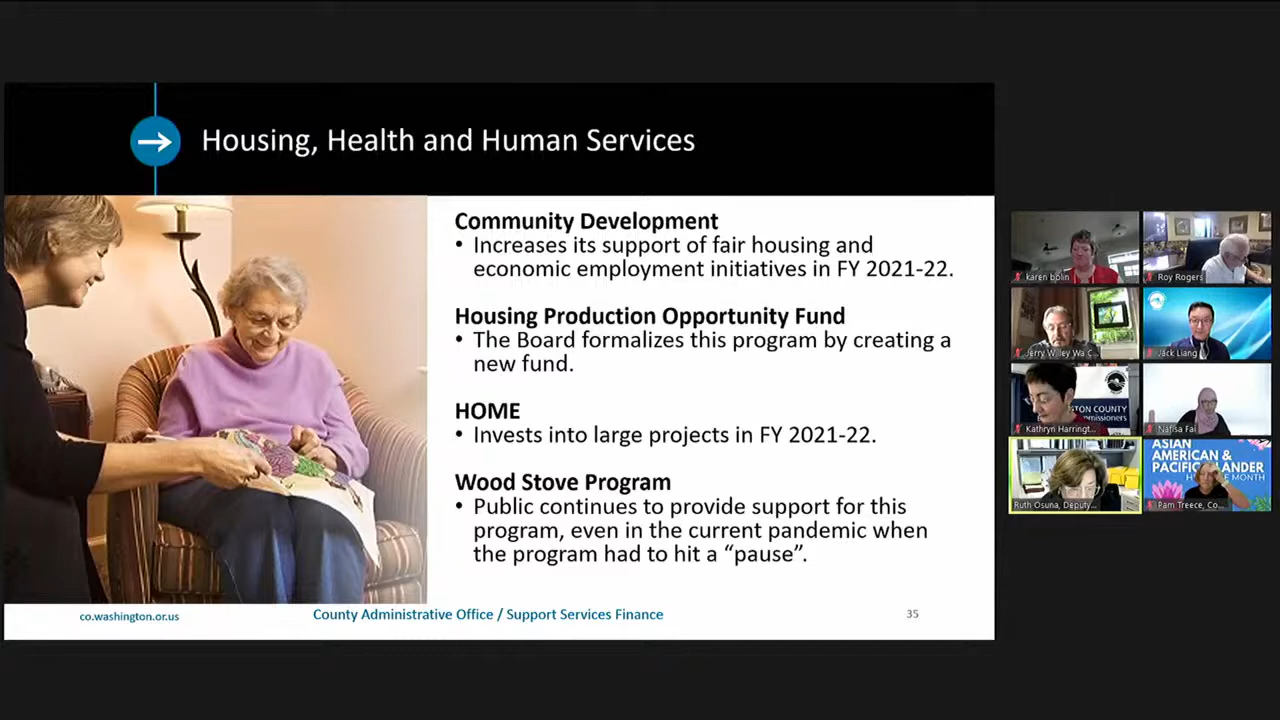 Housing, Health and Human Services
Community Development
• Increases its support of fair housing and
economic employment initiatives in FY 2021-22.
Housing Production Opportunity Fund
• The Board formalizes this program by creating a
new fund.
HOME
• Invests into large projects in FY 2021-22.
Wood Stove Program
• Public continues to provide support for this
program, even in the current pandemic when
the program had to hit a “pause”.
co.washington.or.us
County Administrative Office / Support Services Finance
35
karen bolin
Roy Rogers
Jerry Willey Wa C...
Jack Liang
TON COUNTY
Kathryn Harringt...
Nafisa Fai
Ruth Osuna, Deputy...
ASIAN
AMERICAN &
PACIFIC
Pam Treece, Co...